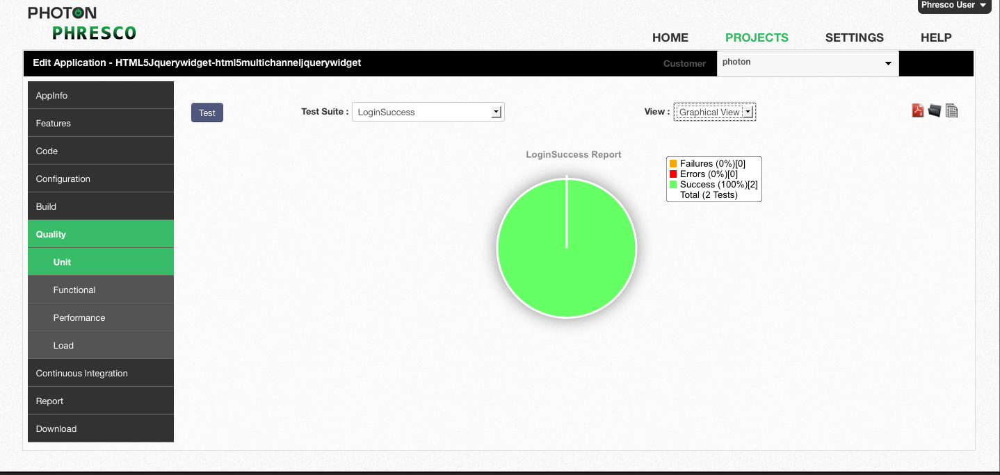 PHOTON
PHRESCO
Phresco User
HOME PROJECTS SETTINGS HELP
Edit Application - HTML5Jquerywidget-html5multichanneljquerywidget
Customer photon
AppInfo
Features
Code
Configuration
Build
Quality
Unit
Functional
Performance
Load
Continuous Integration
Report
Download
Test
Test Suite : LoginSuccess
View : Graphical View
LoginSuccess Report
Failures (0%)[0]
Errors (0%)[0]
Success (100%)[2]
Total (2 Tests)